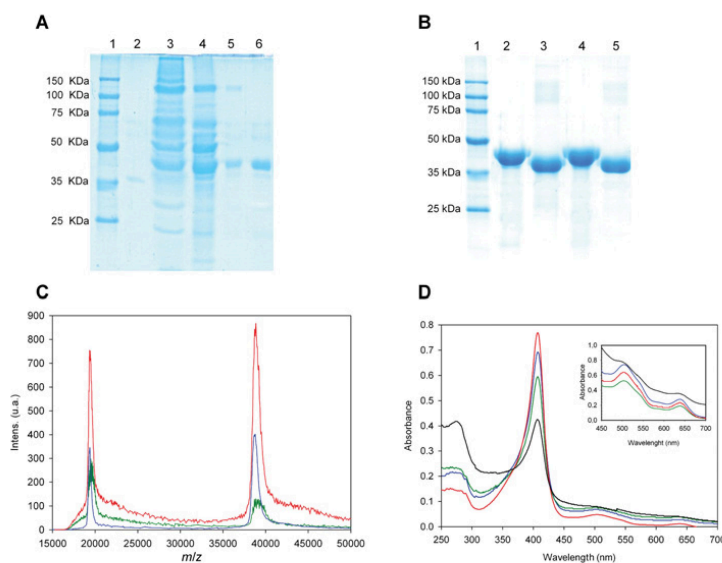 A
1 2 3 4 5 6
150 KDa
100 KDa
75 KDa
50 KDa
35 KDa
25 KDa
B
1 2 3 4 5
150 kDa
100 kDa
75 kDa
50 kDa
35 kDa
25 kDa
C
900
800
700
600
500
400
300
200
100
0
15000 20000 25000 30000 35000 40000 45000 50000
Intens. (u.a.)
m/z
D
0.8
0.7
0.6
0.5
0.4
0.3
0.2
0.1
0.0
250 300 350 400 450 500 550 600 650 700
Absorbance
Wavelength (nm)
1.0
0.8
0.6
0.4
0.2
0.0
450 500 550 600 650 700
Absorbance
Wavelenght (nm)